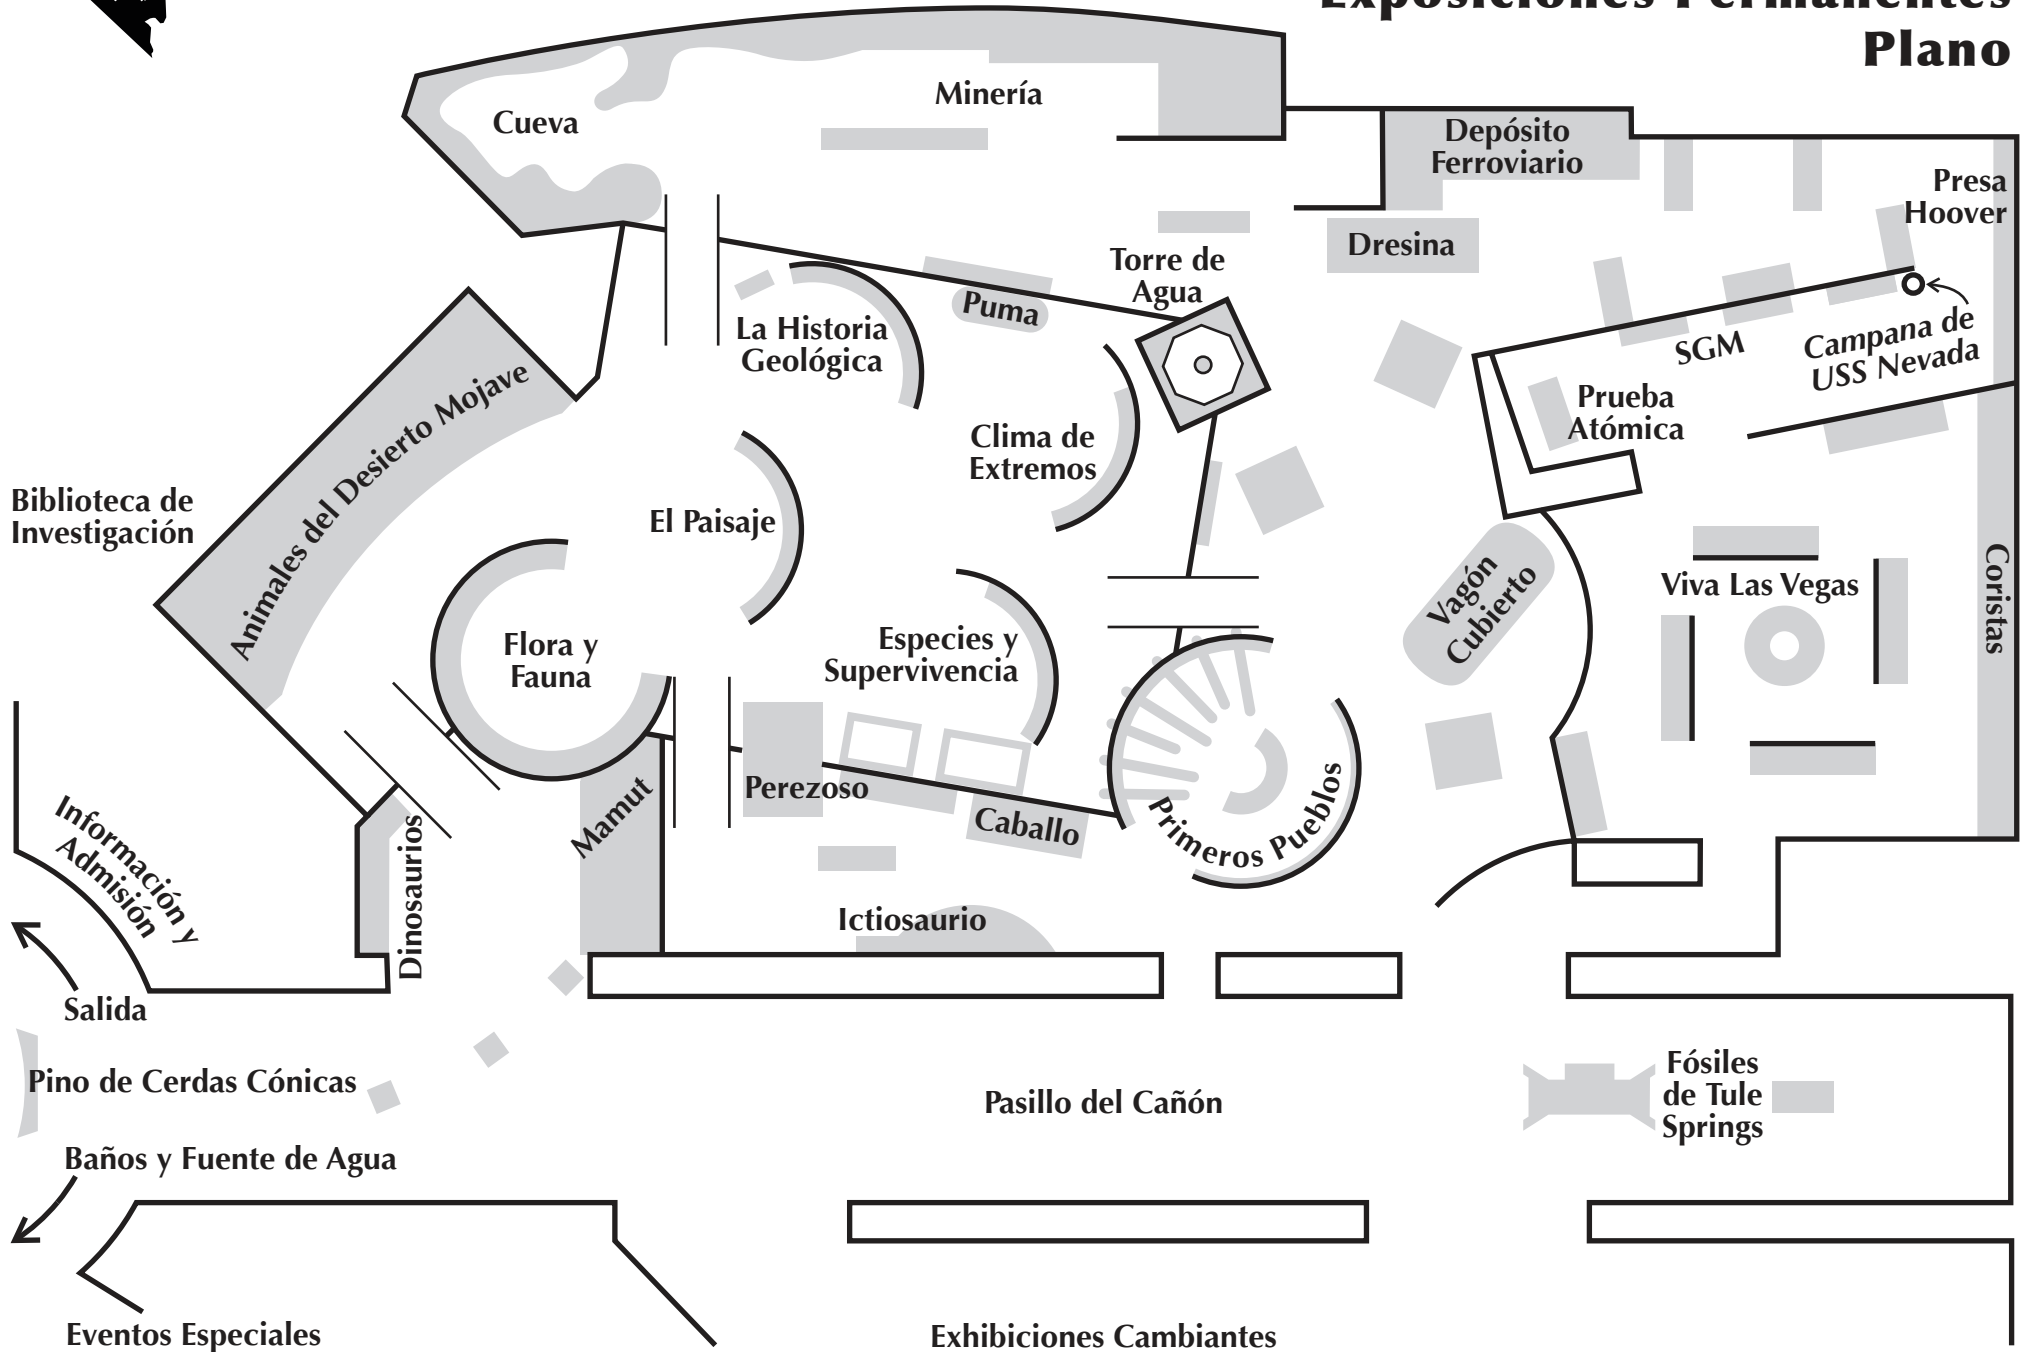 Exposiciones Permanentes
Plano
Minería
Cueva
Depósito
Ferroviario
Presa
Hoover
Dresina
Torre de
Agua
Puma
La Historia
Geológica
SGM
Campana de
USS Nevada
Prueba
Atómica
Animales del Desierto Mojave
Clima de
Extremos
Biblioteca de
Investigación
El Paisaje
Coristas
Vagón
Cubierto
Viva Las Vegas
Flora y
Fauna
Especies y
Supervivencia
Perezoso
Mamut
Caballo
Primeros Pueblos
Información y
Admisión
Dinosaurios
Ictiosaurio
Salida
Pino de Cerdas Cónicas
Pasillo del Cañón
Fósiles
de Tule
Springs
Baños y Fuente de Agua
Eventos Especiales
Exhibiciones Cambiantes